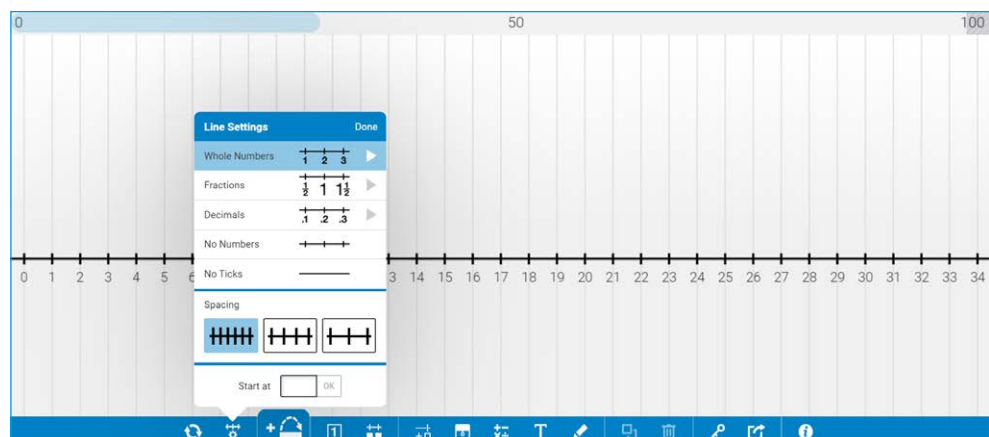 0 50 100
Line Settings Done
Whole Numbers 1 2 3
Fractions 1/2 1 1 1/2
Decimals .1 .2 .3
No Numbers
No Ticks
0 1 2 3 4 5 6 3 14 15 16 17 18 19 20 21 22 23 24 25 26 27 28 29 30 31 32 33 34
Spacing
Start at OK
1 T